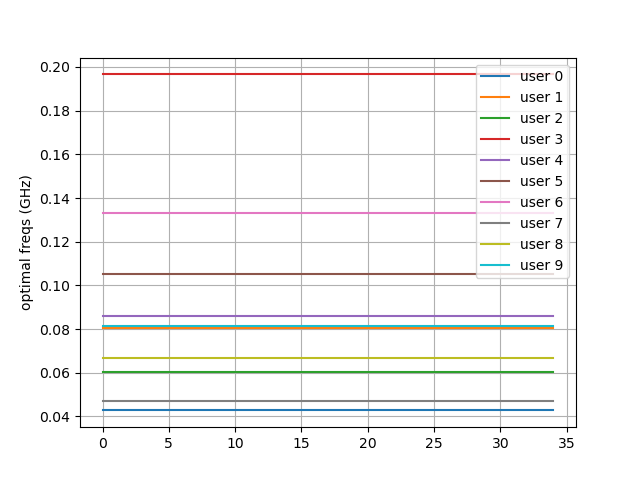 optimal freqs (GHz)
0.20
0.18
0.16
0.14
0.12
0.10
0.08
0.06
0.04
0 5 10 15 20 25 30 35
user 0
user 1
user 2
user 3
user 4
user 5
user 6
user 7
user 8
user 9